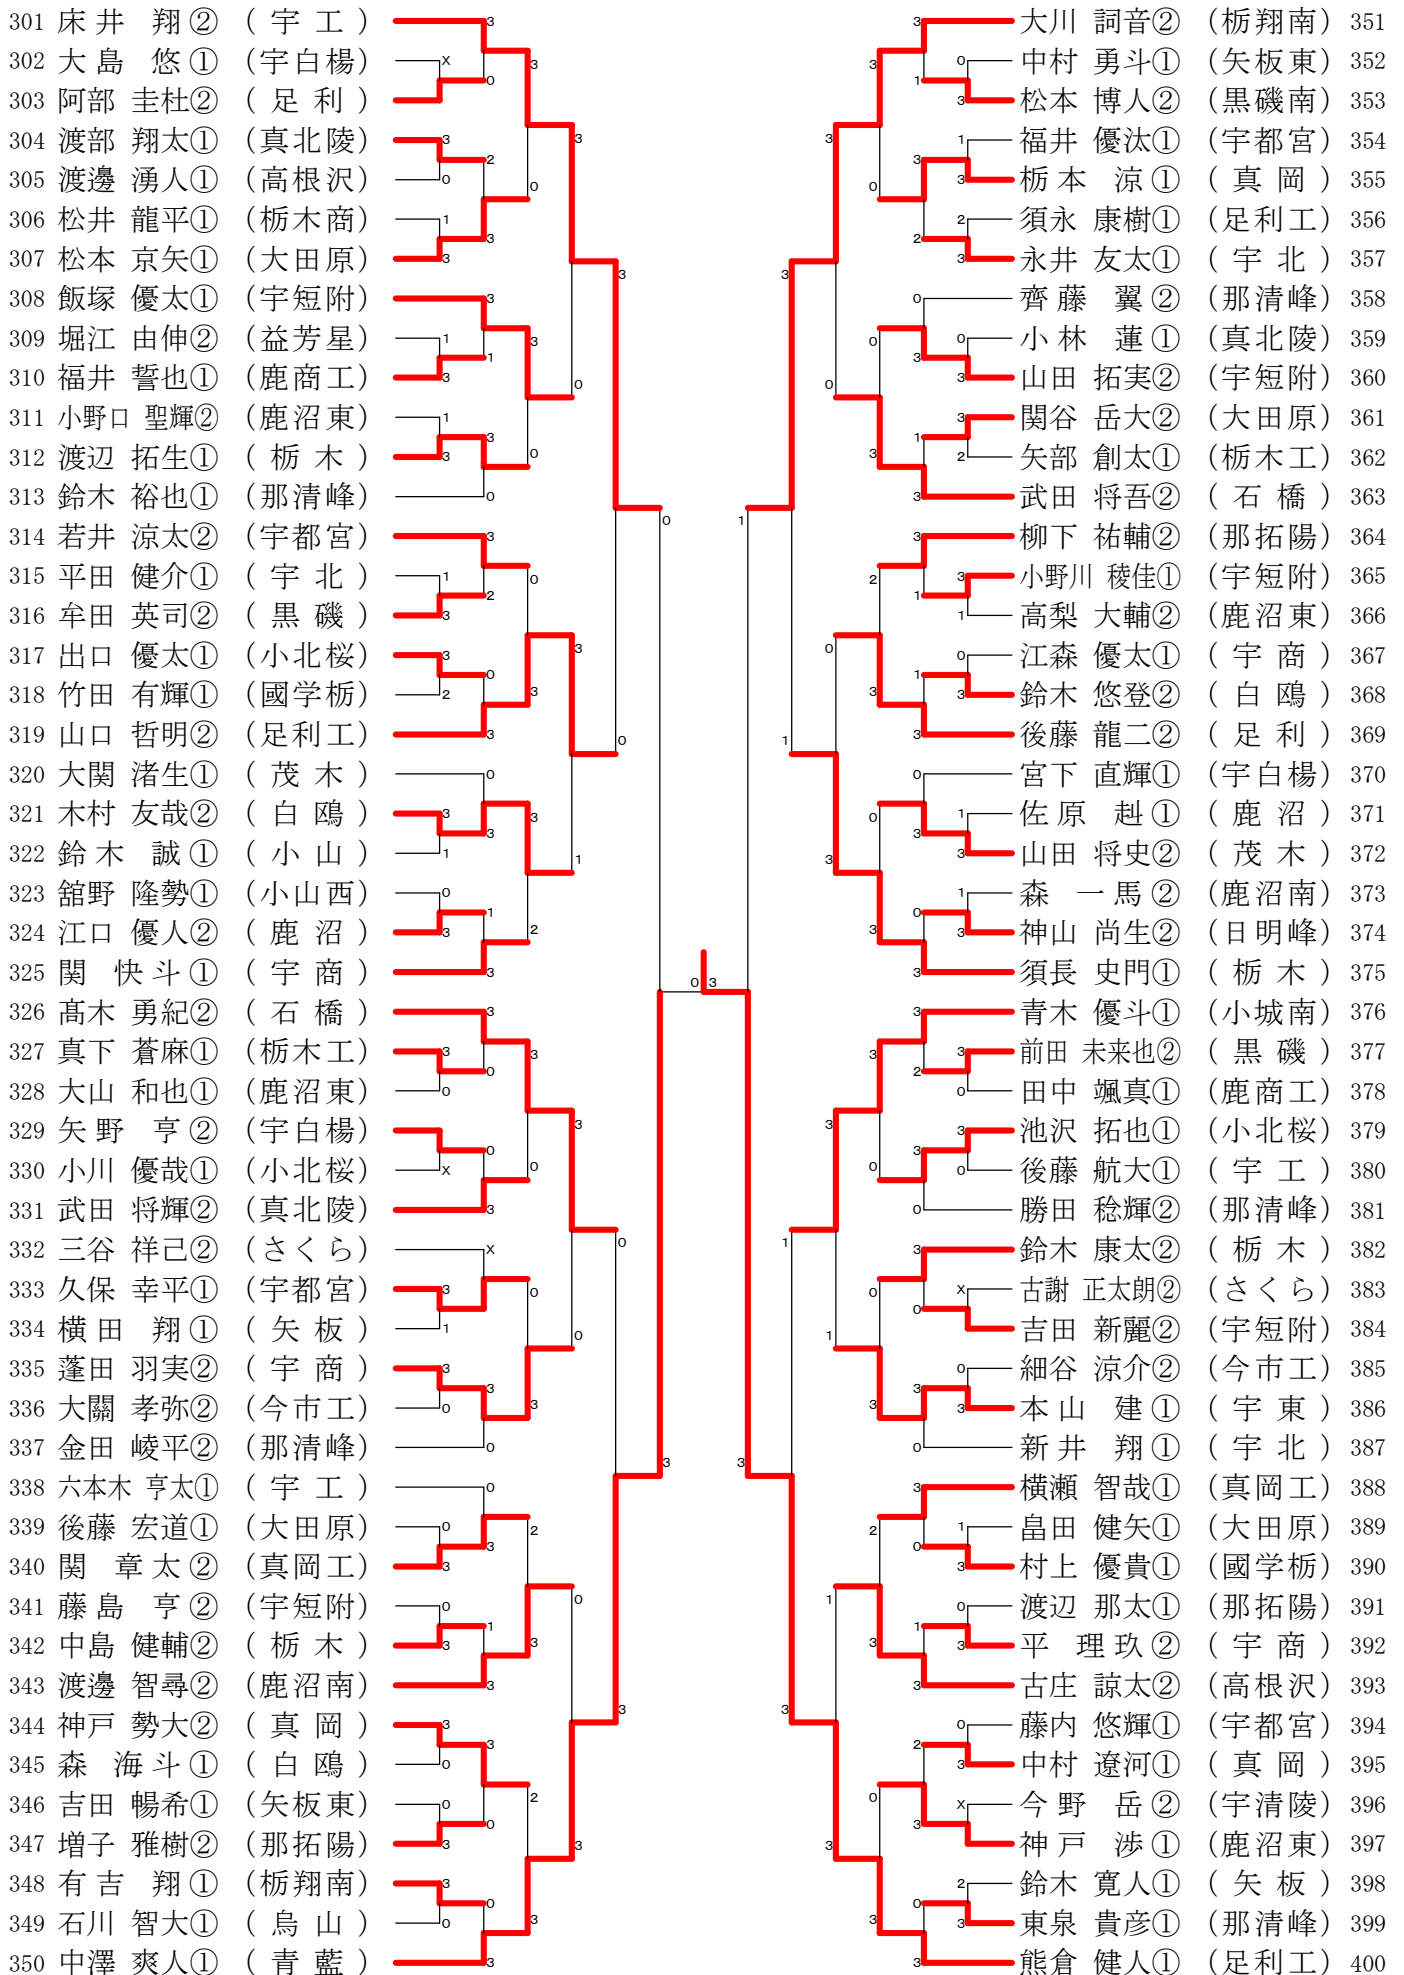 301 床井 翔② (宇工)
302 大島 悠① (宇白楊)
303 阿部 圭杜② (足利)
304 渡部 翔太① (真北陵)
305 渡邊 湧人① (高根沢)
306 松井 龍平① (栃木商)
307 松本 京矢① (大田原)
308 飯塚 優太① (宇短附)
309 堀江 由伸② (益芳星)
310 福井 誓也① (鹿商工)
311 小野口 聖輝② (鹿沼東)
312 渡辺 拓生① (栃木)
313 鈴木 裕也① (那清峰)
314 若井 涼太② (宇都宮)
315 平田 健介① (宇北)
316 牟田 英司② (黒磯)
317 出口 優太① (小北桜)
318 竹田 有輝① (國学栃)
319 山口 哲明② (足利工)
320 大関 渚生① (茂木)
321 木村 友哉② (白鴎)
322 鈴木 誠① (小山)
323 舘野 隆勢① (小山西)
324 江口 優人② (鹿沼)
325 関 快斗① (宇商)
326 髙木 勇紀② (石橋)
327 真下 蒼麻① (栃木工)
328 大山 和也① (鹿沼東)
329 矢野 亨② (宇白楊)
330 小川 優哉① (小北桜)
331 武田 将輝② (真北陵)
332 三谷 祥己② (さくら)
333 久保 幸平① (宇都宮)
334 横田 翔① (矢板)
335 蓬田 羽実② (宇商)
336 大關 孝弥② (今市工)
337 金田 崚平② (那清峰)
338 六本木 亨太① (宇工)
339 後藤 宏道① (大田原)
340 関 章太② (真岡工)
341 藤島 亨② (宇短附)
342 中島 健輔② (栃木)
343 渡邊 智尋② (鹿沼南)
344 神戸 勢大② (真岡)
345 森 海斗① (白鴎)
346 吉田 暢希① (矢板東)
347 増子 雅樹② (那拓陽)
348 有吉 翔① (栃翔南)
349 石川 智大① (烏山)
350 中澤 爽人① (青藍)
大川 詞音② (栃翔南) 351
中村 勇斗① (矢板東) 352
松本 博人② (黒磯南) 353
福井 優汰① (宇都宮) 354
栃本 涼① (真岡) 355
須永 康樹① (足利工) 356
永井 友太① (宇北) 357
齊藤 翼② (那清峰) 358
小林 蓮① (真北陵) 359
山田 拓実② (宇短附) 360
関谷 岳大② (大田原) 361
矢部 創太① (栃木工) 362
武田 将吾② (石橋) 363
柳下 祐輔② (那拓陽) 364
小野川 稜佳① (宇短附) 365
高梨 大輔② (鹿沼東) 366
江森 優太① (宇商) 367
鈴木 悠登② (白鴎) 368
後藤 龍二② (足利) 369
宮下 直輝① (宇白楊) 370
佐原 赳① (鹿沼) 371
山田 将史② (茂木) 372
森 一馬② (鹿沼南) 373
神山 尚生② (日明峰) 374
須長 史門① (栃木) 375
青木 優斗① (小城南) 376
前田 未来也② (黒磯) 377
田中 颯真① (鹿商工) 378
池沢 拓也① (小北桜) 379
後藤 航大① (宇工) 380
勝田 稔輝② (那清峰) 381
鈴木 康太② (栃木) 382
古謝 正太朗② (さくら) 383
吉田 新麗② (宇短附) 384
細谷 涼介② (今市工) 385
本山 建① (宇東) 386
新井 翔① (宇北) 387
横瀬 智哉① (真岡工) 388
畠田 健矢① (大田原) 389
村上 優貴① (國学栃) 390
渡辺 那太① (那拓陽) 391
平 理玖② (宇商) 392
古庄 諒太② (高根沢) 393
藤内 悠輝① (宇都宮) 394
中村 遼河① (真岡) 395
今野 岳② (宇清陵) 396
神戸 渉① (鹿沼東) 397
鈴木 寛人① (矢板) 398
東泉 貴彦① (那清峰) 399
熊倉 健人① (足利工) 400